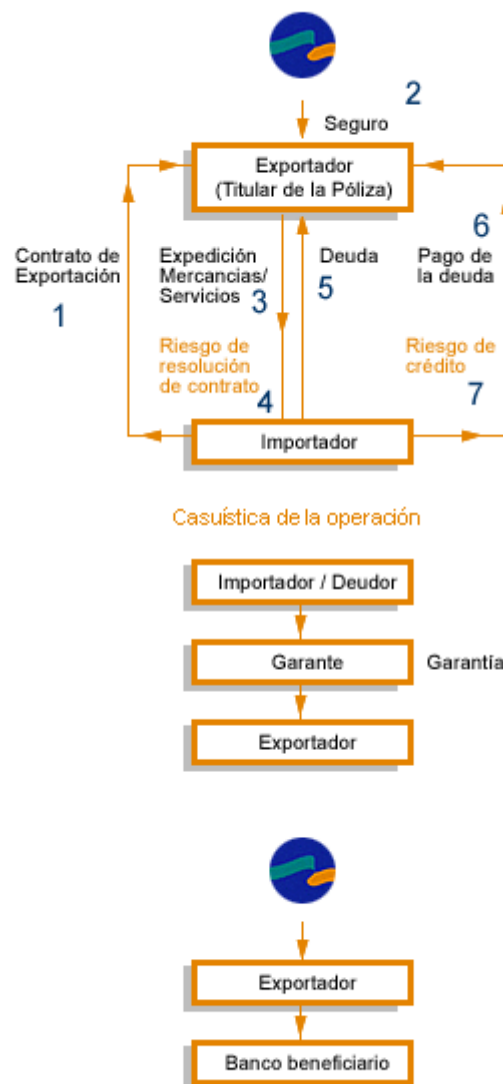 2
Seguro
Exportador
(Titular de la Póliza)
6
Contrato de
Exportación
1
Expedición
Mercancias/
Servicios
3
Deuda
5
Pago de
la deuda
Riesgo de
resolución
de contrato
4
Riesgo de
crédito
7
Importador
Casuística de la operación
Importador / Deudor
Garante
Garantía
Exportador
Exportador
Banco beneficiario